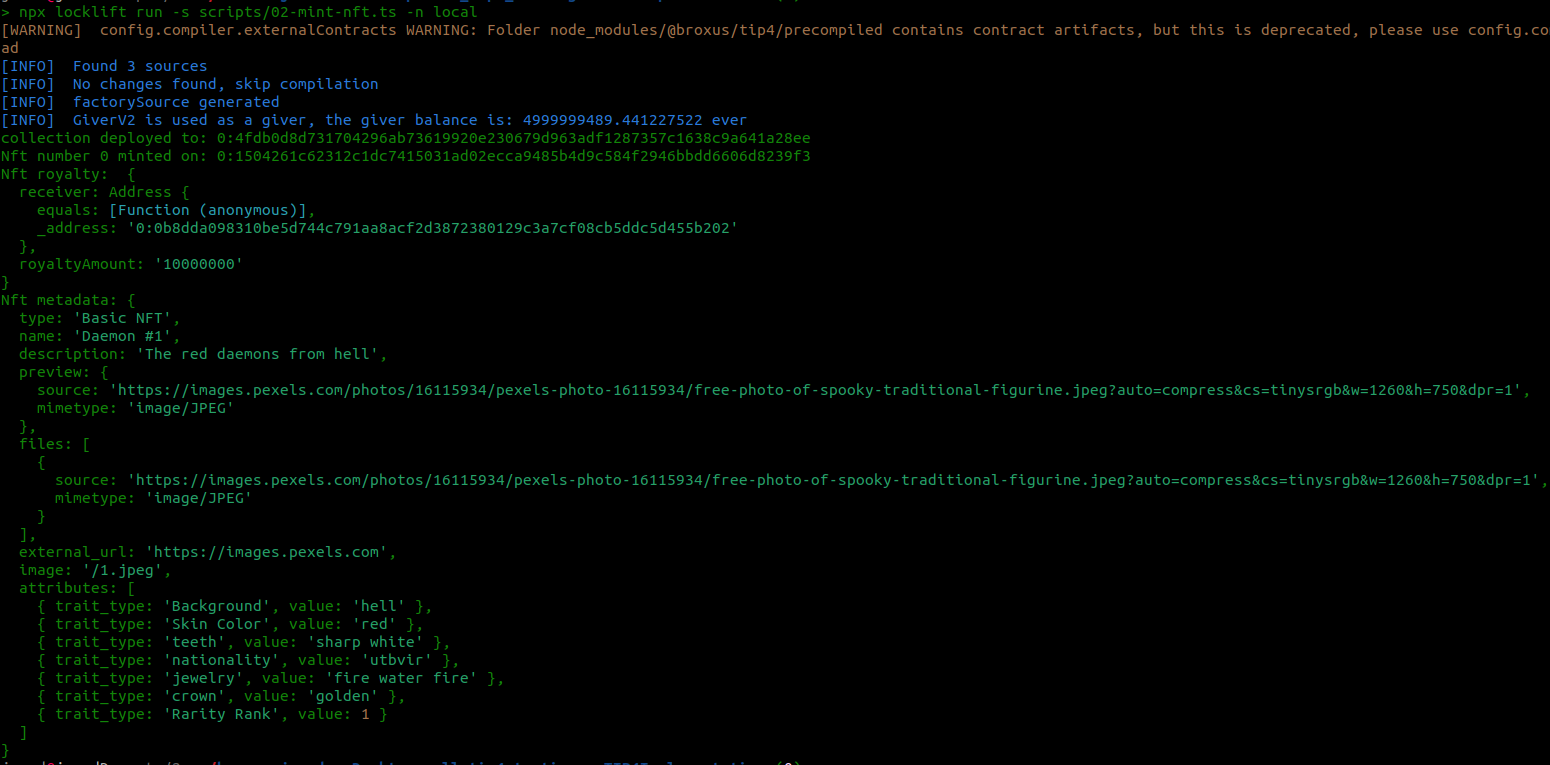 > npx locklift run -s scripts/02-mint-nft.ts -n local
[WARNING]  config.compiler.externalContracts WARNING: Folder node_modules/@broxus/tip4/precompiled contains contract artifacts, but this is deprecated, please use config.co
ad
[INFO]  Found 3 sources
[INFO]  No changes found, skip compilation
[INFO]  factorySource generated
[INFO]  GiverV2 is used as a giver, the giver balance is: 4999999489.441227522 ever
collection deployed to: 0:4fdb0d8d731704296ab73619920e230679d963adf1287357c1638c9a641a28ee
Nft number 0 minted on: 0:1504261c62312c1dc7415031ad02ecca9485b4d9c584f2946bbdd6606d8239f3
Nft royalty:  {
  receiver: Address {
    equals: [Function (anonymous)],
    _address: '0:0b8dda098310be5d744c791aa8acf2d3872380129c3a7cf08cb5ddc5d455b202'
  },
  royaltyAmount: '10000000'
}
Nft metadata: {
  type: 'Basic NFT',
  name: 'Daemon #1',
  description: 'The red daemons from hell',
  preview: {
    source: 'https://images.pexels.com/photos/16115934/pexels-photo-16115934/free-photo-of-spooky-traditional-figurine.jpeg?auto=compress&cs=tinysrgb&w=1260&h=750&dpr=1',
    mimetype: 'image/JPEG'
  },
  files: [
    {
      source: 'https://images.pexels.com/photos/16115934/pexels-photo-16115934/free-photo-of-spooky-traditional-figurine.jpeg?auto=compress&cs=tinysrgb&w=1260&h=750&dpr=1',
      mimetype: 'image/JPEG'
    }
  ],
  external_url: 'https://images.pexels.com',
  image: '/1.jpeg',
  attributes: [
    { trait_type: 'Background', value: 'hell' },
    { trait_type: 'Skin Color', value: 'red' },
    { trait_type: 'teeth', value: 'sharp white' },
    { trait_type: 'nationality', value: 'utbvir' },
    { trait_type: 'jewelry', value: 'fire water fire' },
    { trait_type: 'crown', value: 'golden' },
    { trait_type: 'Rarity Rank', value: 1 }
  ]
}